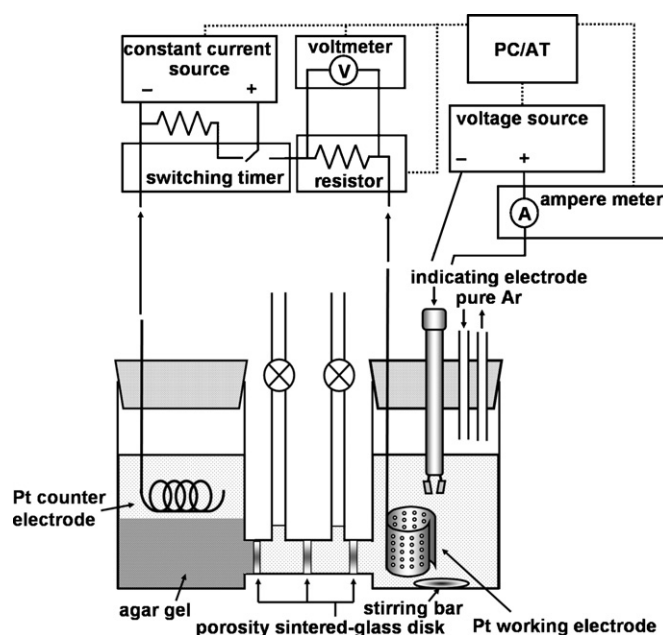 constant current
source
−
+
switching timer
voltmeter
V
resistor
PC/AT
voltage source
−
+
ampere meter
A
indicating electrode
pure Ar
Pt counter
electrode
agar gel
porosity sintered-glass disk
stirring bar
Pt working electrode